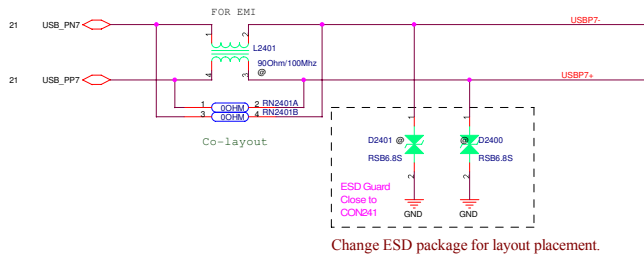 FOR EMI
21 USB_PN7 1 2 USBP7-
L2401
90Ohm/100Mhz
@
21 USB_PP7 4 3 USBP7+
1 0OHM 2 RN2401A
3 0OHM 4 RN2401B
Co-layout
1 1
D2401 @ @ D2400
RSB6.8S RSB6.8S
2 2
ESD Guard
Close to
CON241
GND GND
Change ESD package for layout placement.